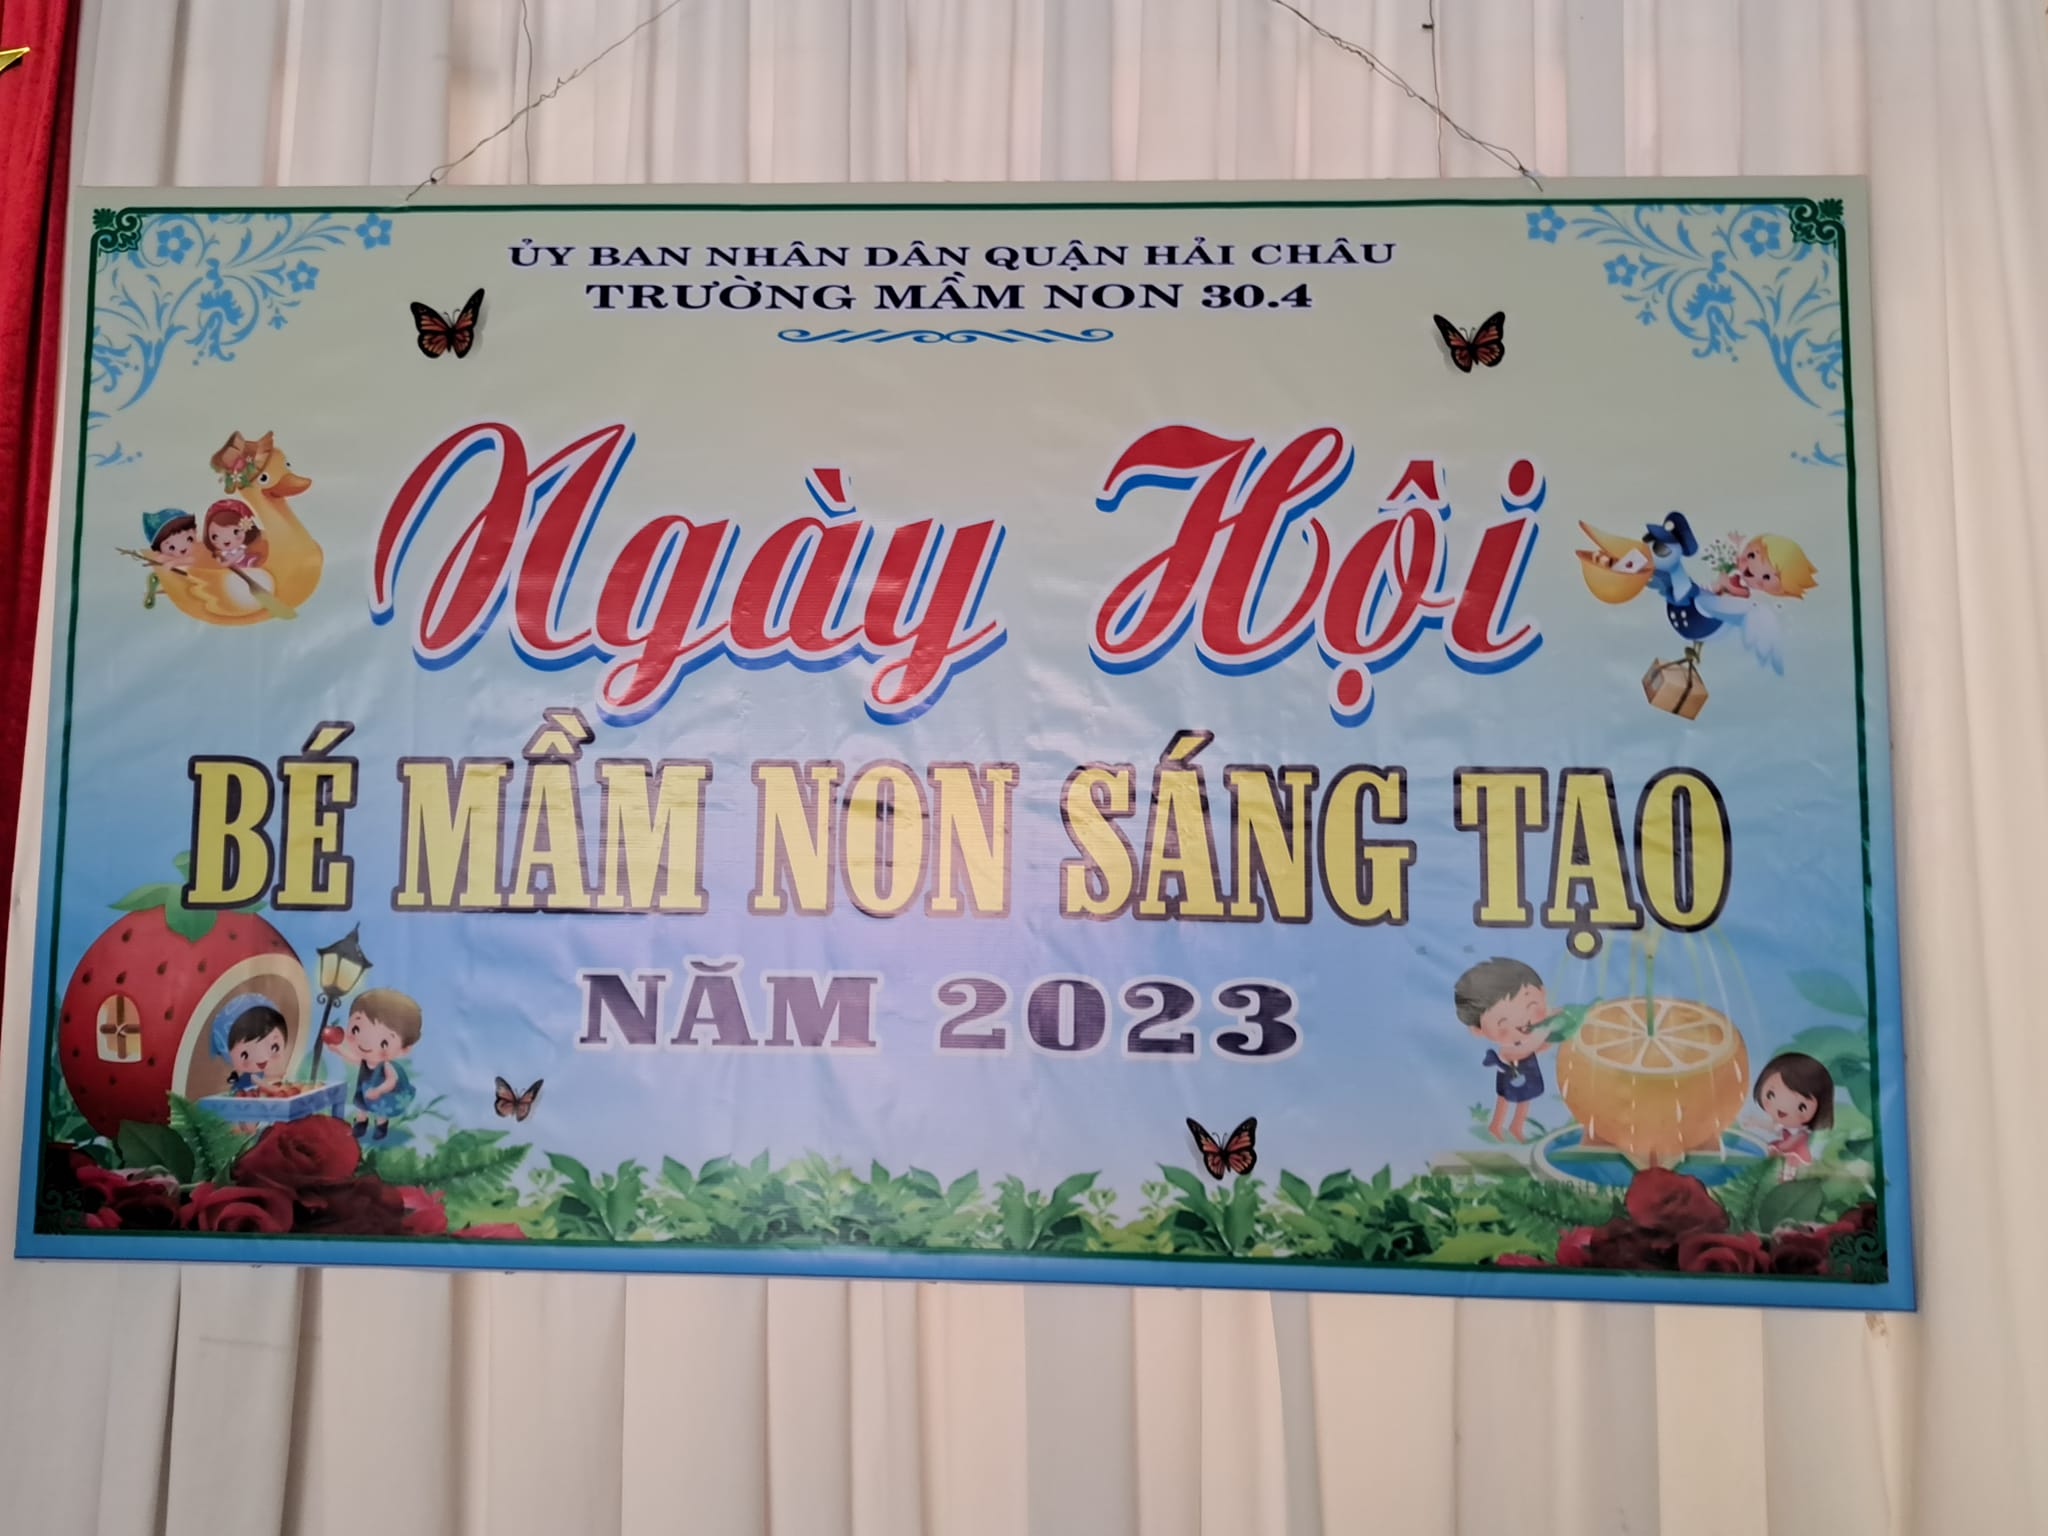 ỦY BAN NHÂN DÂN QUẬN HẢI CHÂU
TRƯỜNG MẦM NON 30.4
Ngày Hội
BÉ MẦM NON SÁNG TẠO
NĂM 2023